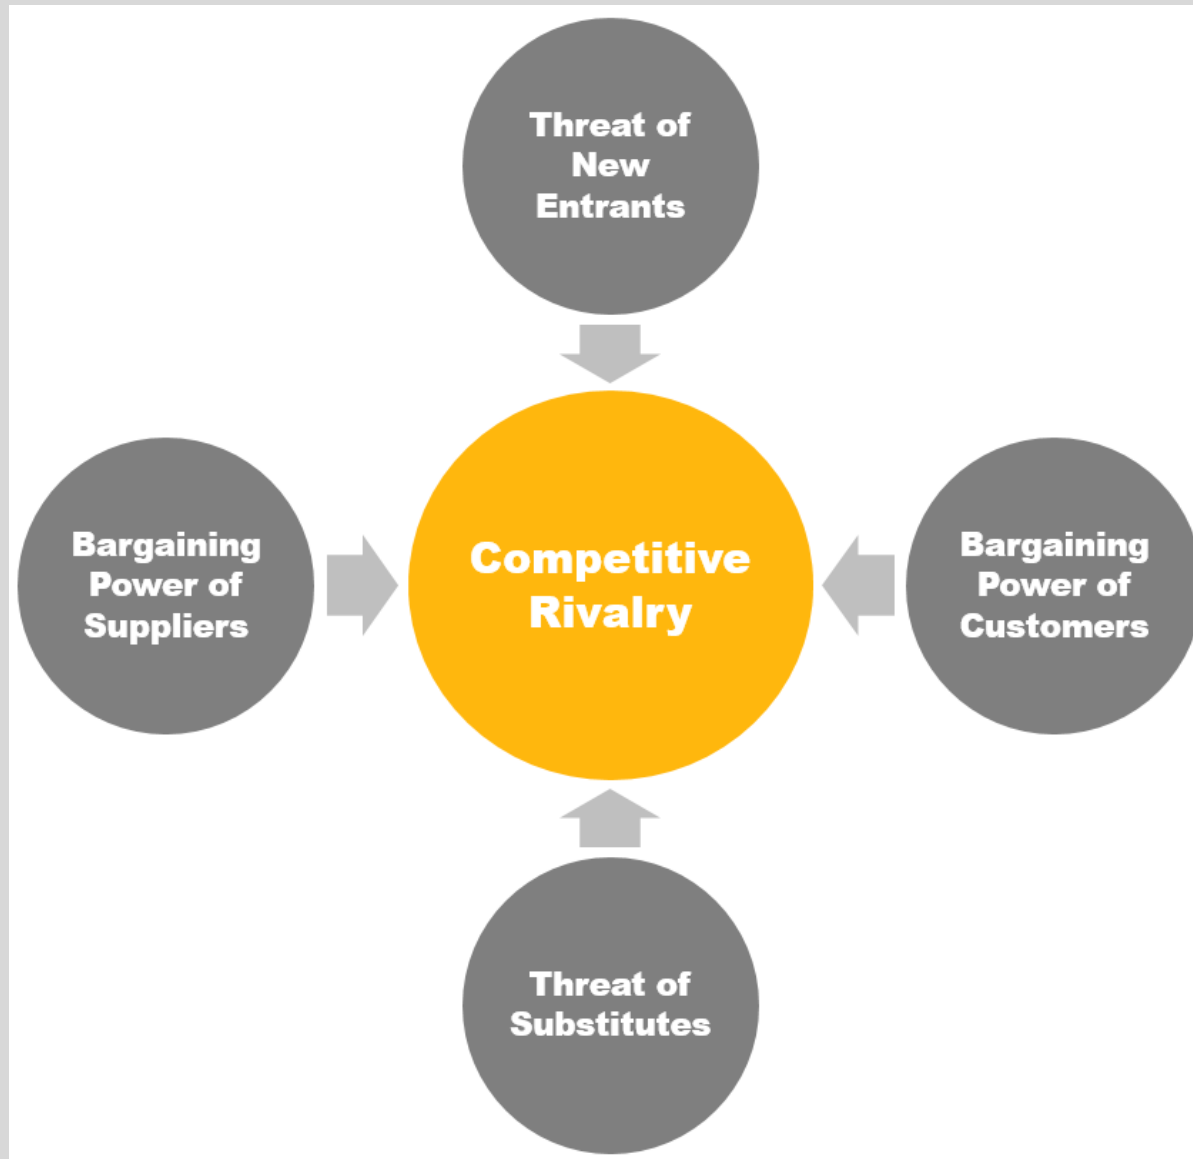 Threat of
New
Entrants
Bargaining
Power of
Suppliers
Competitive
Rivalry
Bargaining
Power of
Customers
Threat of
Substitutes